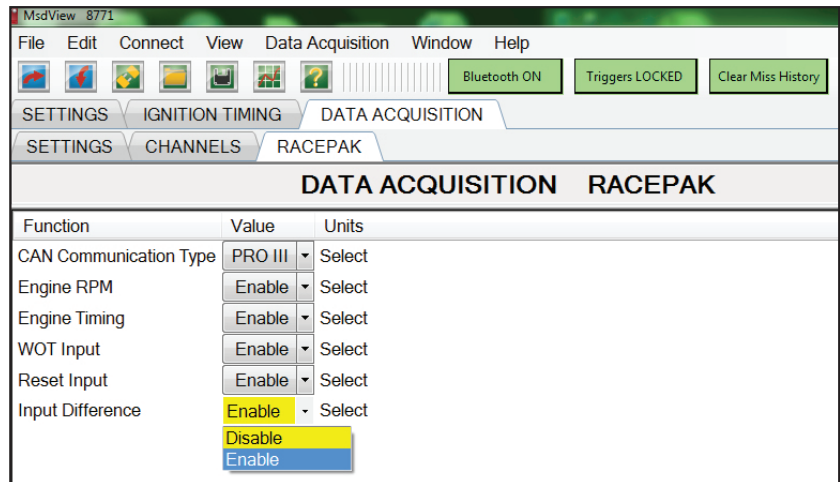 MsdView 8771
File Edit Connect View Data Acquisition Window Help
Bluetooth ON Triggers LOCKED Clear Miss History
SETTINGS IGNITION TIMING DATA ACQUISITION
SETTINGS CHANNELS RACEPAK
DATA ACQUISITION RACEPAK
Function Value Units
CAN Communication Type PRO III Select
Engine RPM Enable Select
Engine Timing Enable Select
WOT Input Enable Select
Reset Input Enable Select
Input Difference Enable Select
Disable
Enable